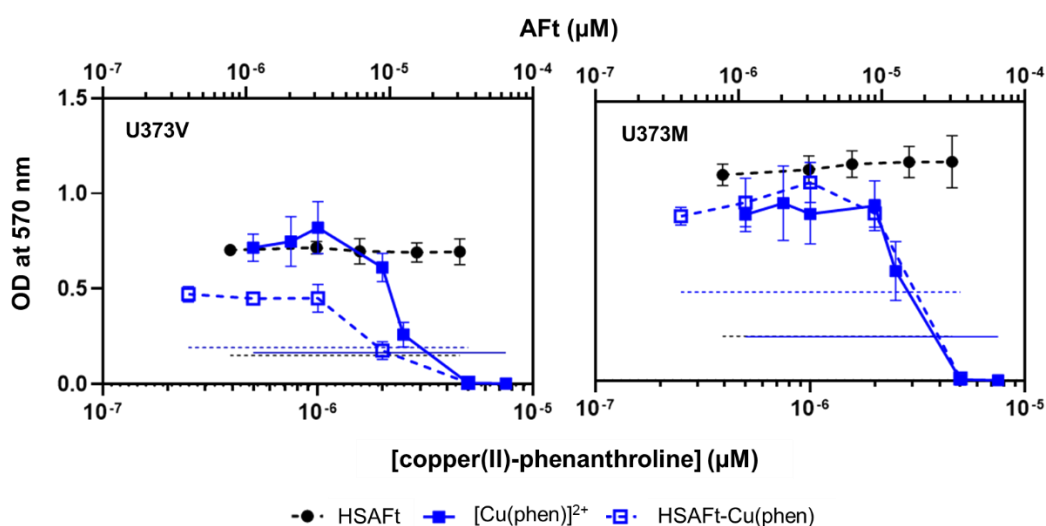 AFt (µM)
10⁻⁷ 10⁻⁶ 10⁻⁵ 10⁻⁴ 10⁻⁷ 10⁻⁶ 10⁻⁵ 10⁻⁴
1.5
U373V U373M
1.0
OD at 570 nm
0.5
0.0
10⁻⁷ 10⁻⁶ 10⁻⁵ 10⁻⁷ 10⁻⁶ 10⁻⁵
[copper(II)-phenanthroline] (µM)
HSAFt [Cu(phen)]²⁺ HSAFt-Cu(phen)